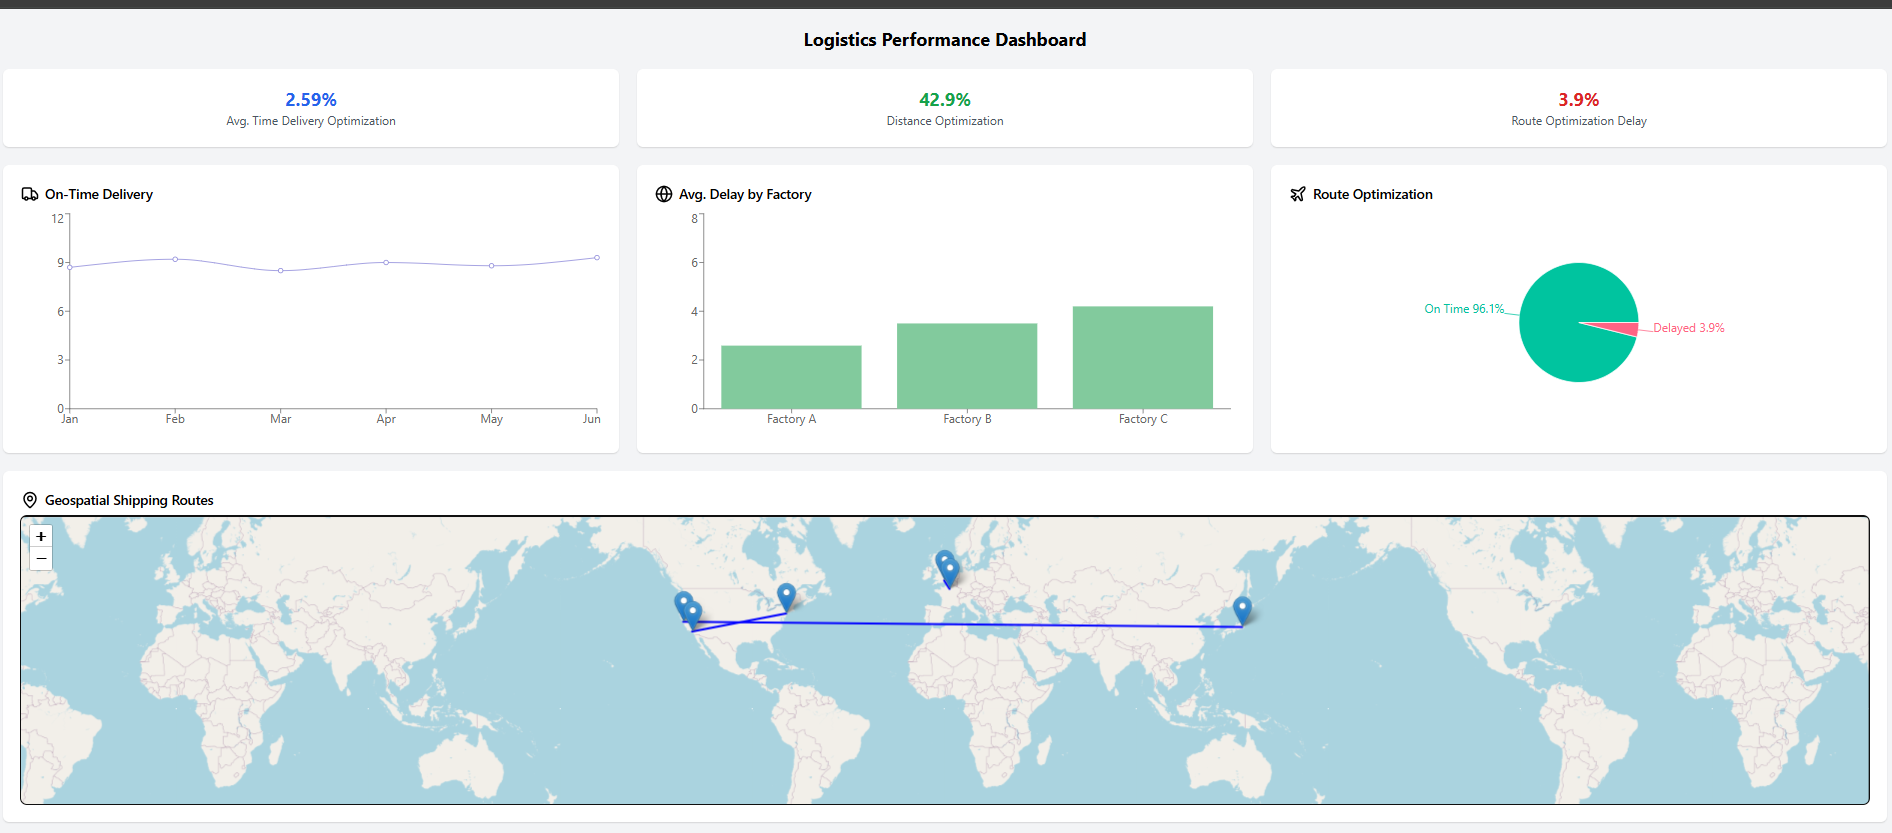 Logistics Performance Dashboard
2.59%
Avg. Time Delivery Optimization
42.9%
Distance Optimization
3.9%
Route Optimization Delay
On-Time Delivery
12
9
6
3
0
Jan Feb Mar Apr May Jun
Avg. Delay by Factory
8
6
4
2
0
Factory A Factory B Factory C
Route Optimization
On Time 96.1%
Delayed 3.9%
Geospatial Shipping Routes
+
−